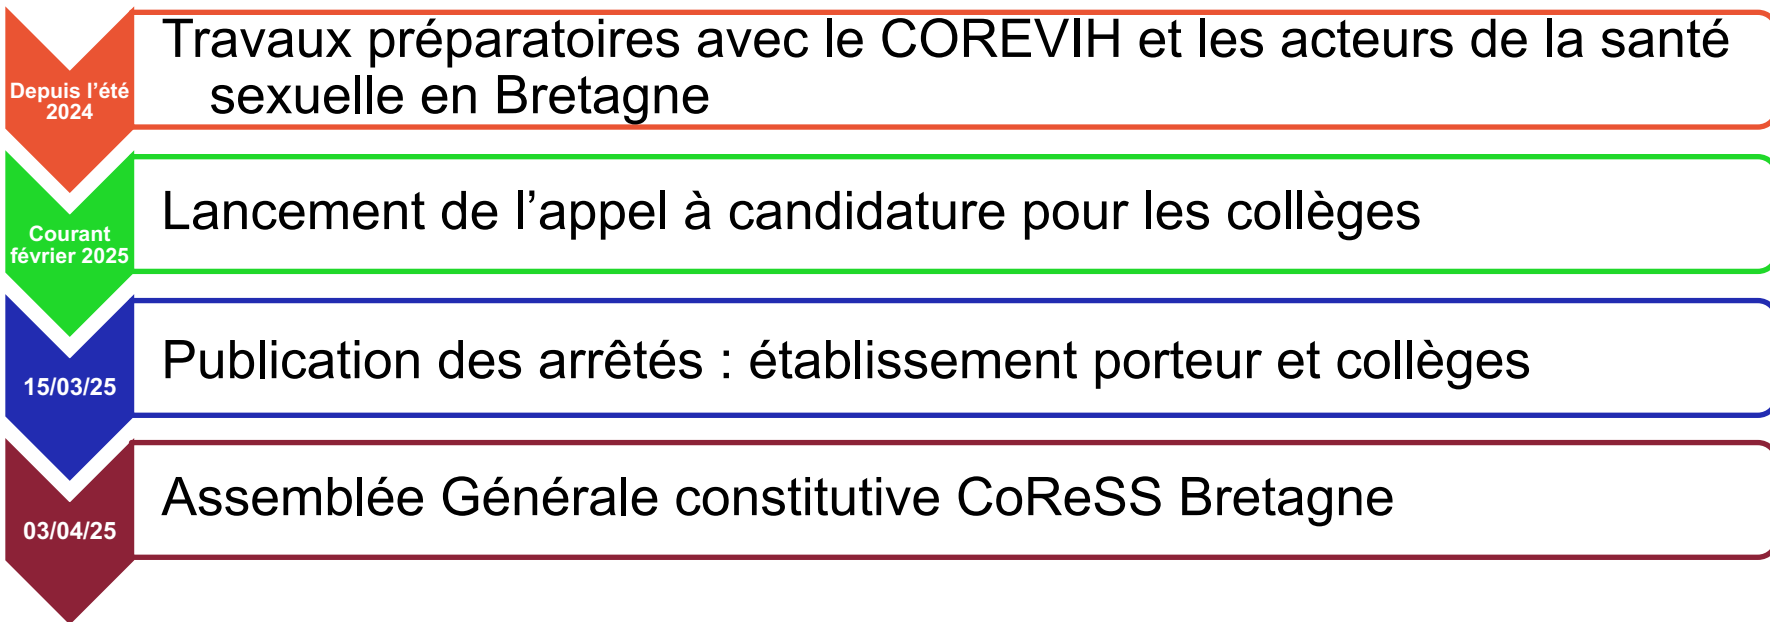 Depuis l’été
2024
Travaux préparatoires avec le COREVIH et les acteurs de la santé
sexuelle en Bretagne
Courant
février 2025
Lancement de l’appel à candidature pour les collèges
15/03/25
Publication des arrêtés : établissement porteur et collèges
03/04/25
Assemblée Générale constitutive CoReSS Bretagne